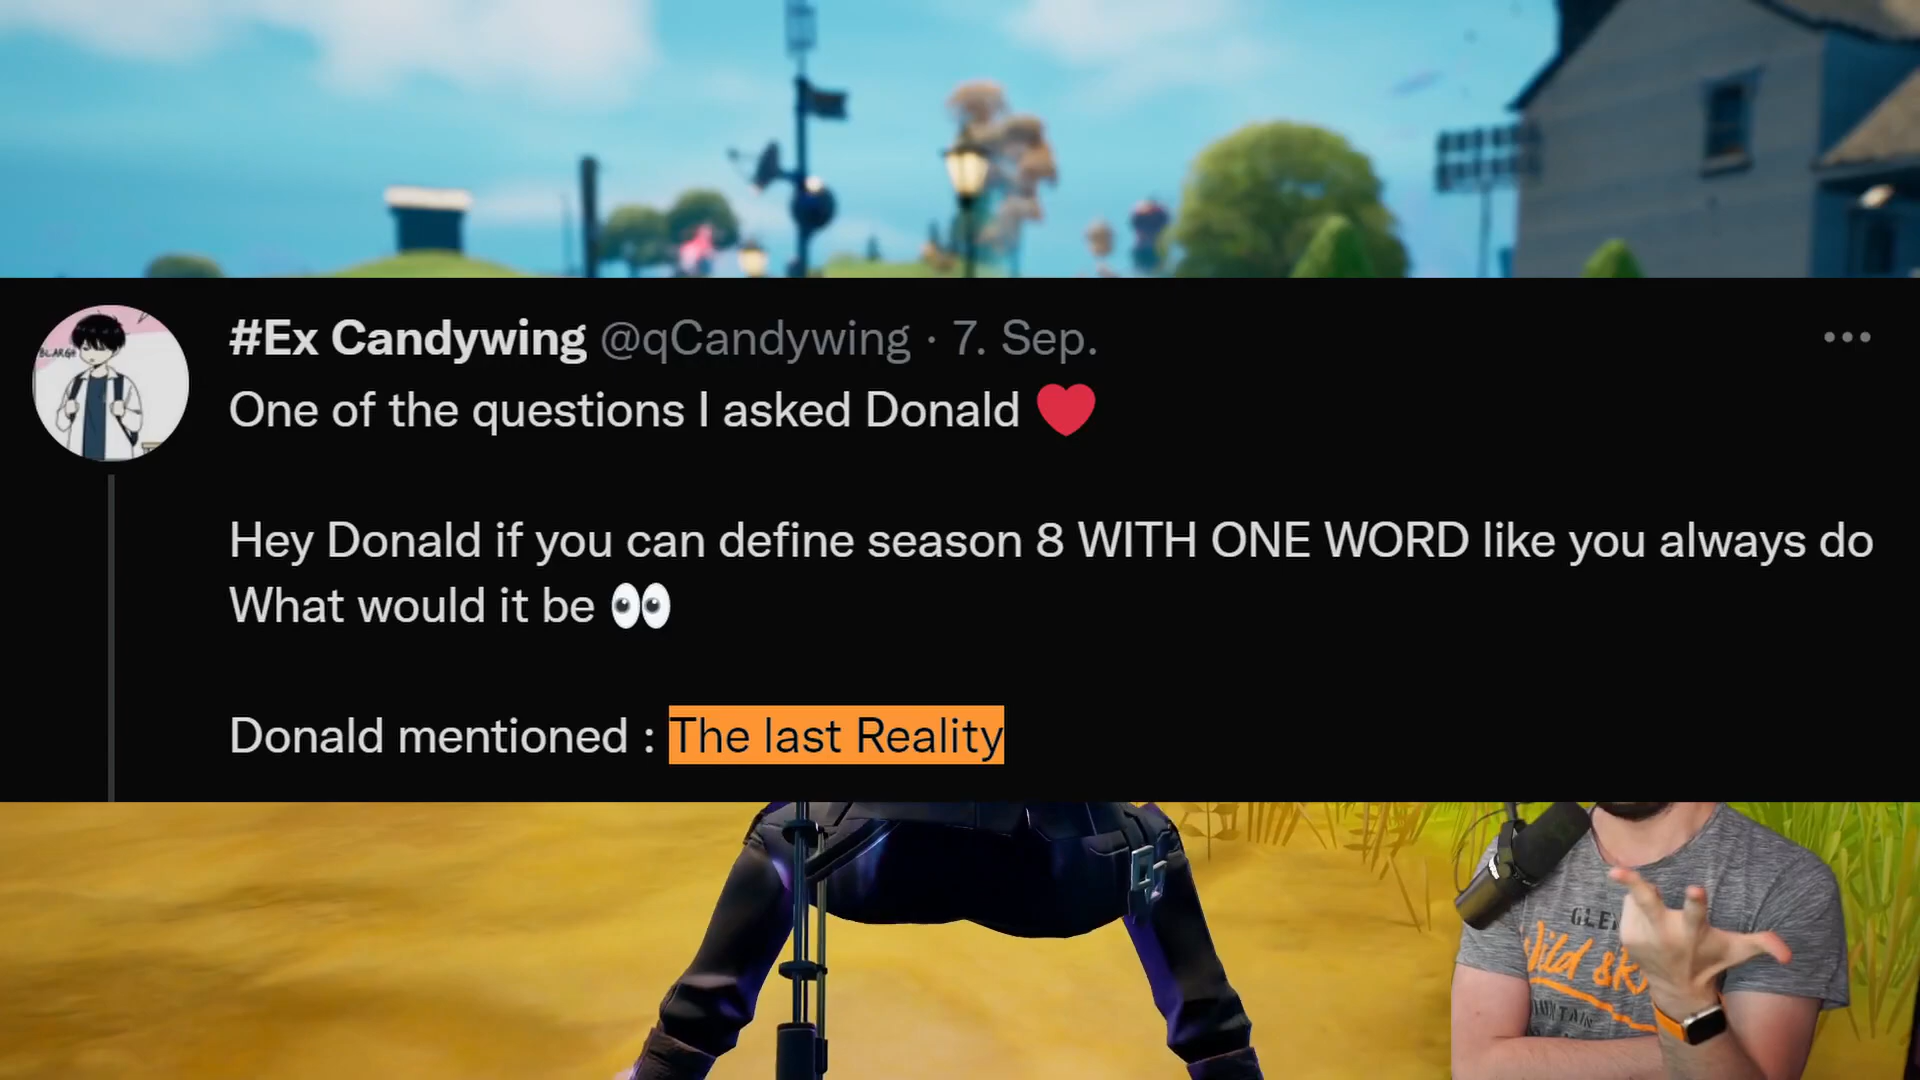 #Ex Candywing @qCandywing · 7. Sep.
One of the questions I asked Donald ❤️
Hey Donald if you can define season 8 WITH ONE WORD like you always do
What would it be 👀
Donald mentioned : The last Reality
BLARGH